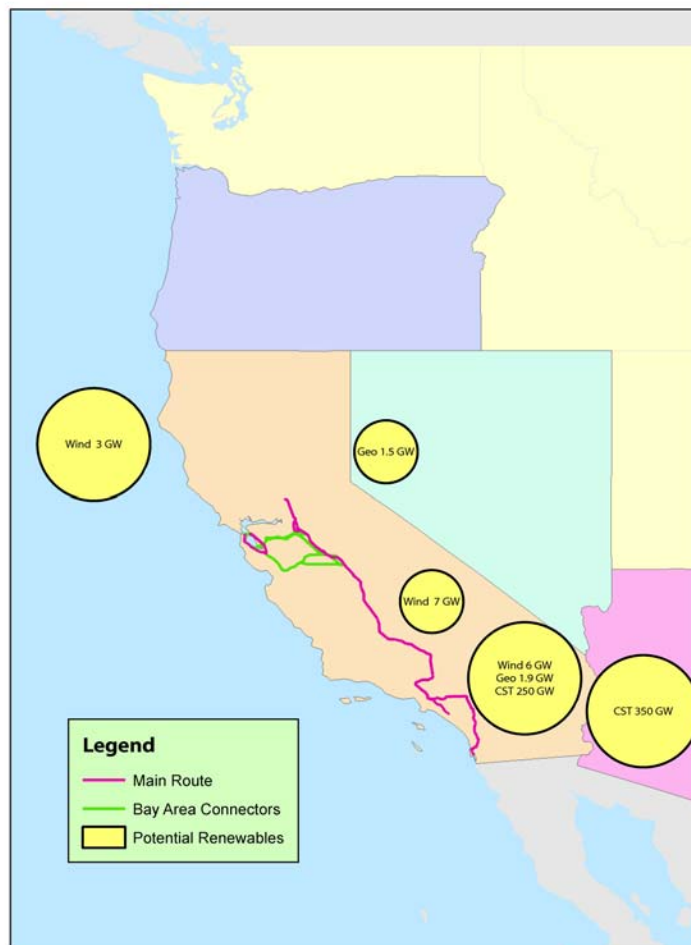 Wind 3 GW
Geo 1.5 GW
Wind 7 GW
Wind 6 GW
Geo 1.9 GW
CST 250 GW
CST 350 GW
Legend
Main Route
Bay Area Connectors
Potential Renewables